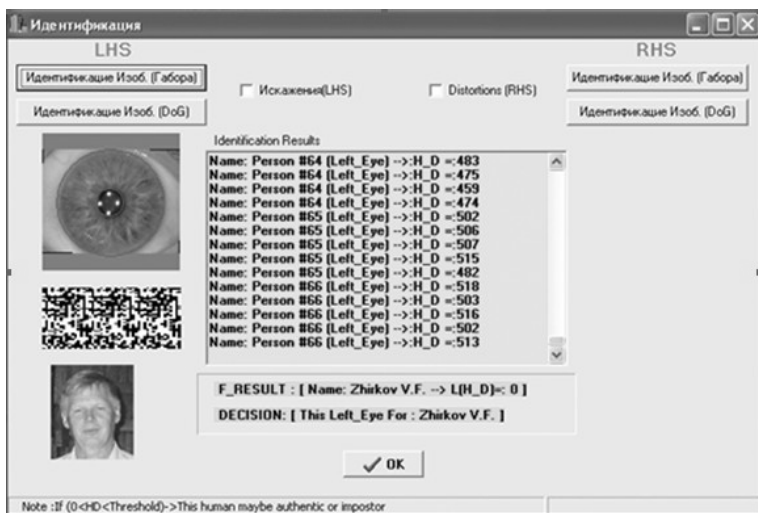 Идентификация
LHS
RHS
Идентификацие Изоб. (Габора)
Идентификацие Изоб. (DoG)
Искажения(LHS)
Distortions (RHS)
Идентификацие Изоб. (Габора)
Идентификацие Изоб. (DoG)
Identification Results
Name: Person #64 (Left_Eye) -->:H_D =:483
Name: Person #64 (Left_Eye) -->:H_D =:475
Name: Person #64 (Left_Eye) -->:H_D =:459
Name: Person #64 (Left_Eye) -->:H_D =:474
Name: Person #65 (Left_Eye) -->:H_D =:502
Name: Person #65 (Left_Eye) -->:H_D =:506
Name: Person #65 (Left_Eye) -->:H_D =:507
Name: Person #65 (Left_Eye) -->:H_D =:515
Name: Person #65 (Left_Eye) -->:H_D =:482
Name: Person #66 (Left_Eye) -->:H_D =:518
Name: Person #66 (Left_Eye) -->:H_D =:503
Name: Person #66 (Left_Eye) -->:H_D =:516
Name: Person #66 (Left_Eye) -->:H_D =:502
Name: Person #66 (Left_Eye) -->:H_D =:513
F_RESULT : [ Name: Zhirkov V.F. --> L(H_D)=: 0 ]
DECISION: [ This Left_Eye For : Zhirkov V.F. ]
OK
Note :If (0<HD<Threshold)->This human maybe authentic or impostor